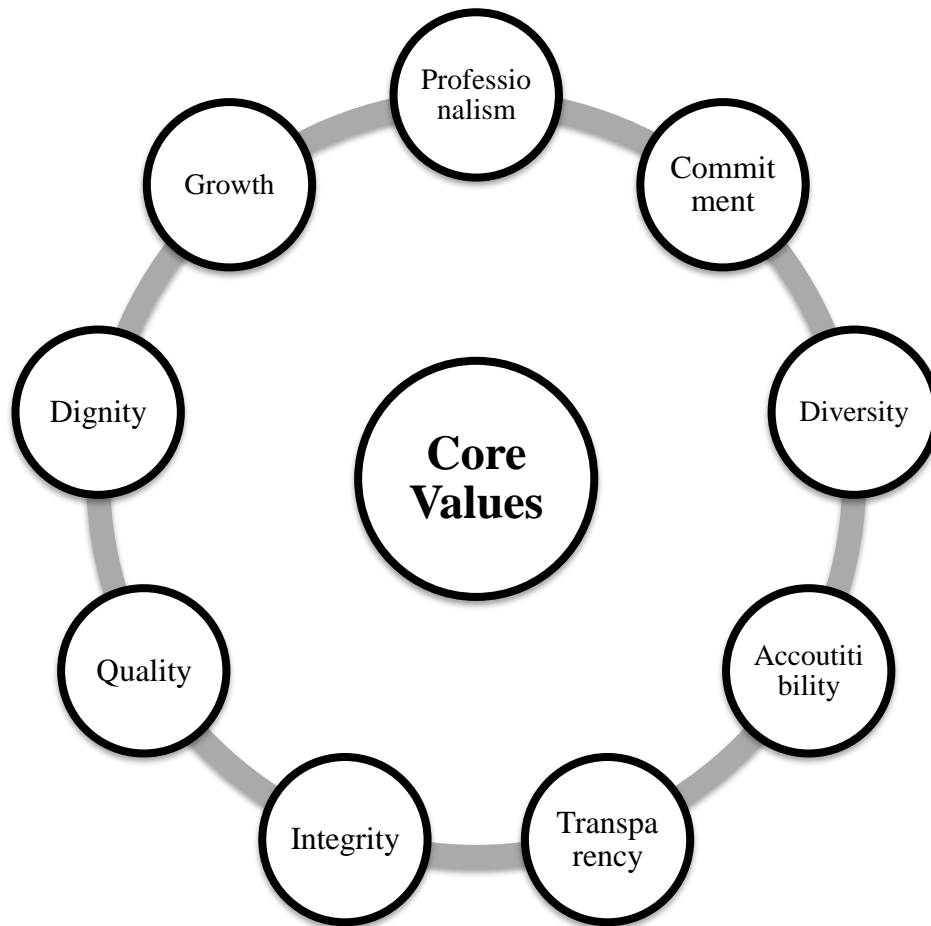 Professio
nalism
Commit
ment
Diversity
Accoutiti
bility
Transpa
rency
Integrity
Quality
Dignity
Growth
Core
Values